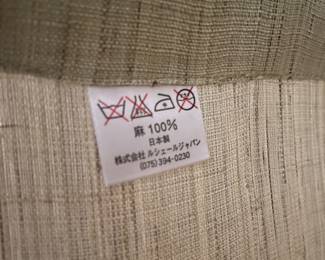 麻 100%
日本製
株式会社 ルシェールジャパン
(075)394-0230